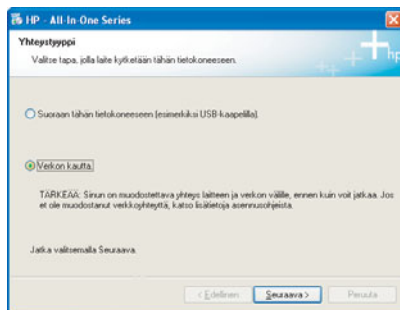 HP - All-In-One Series
Yhteystyyppi
Valitse tapa, jolla laite kytketään tähän tietokoneeseen.
hp
Suoraan tähän tietokoneeseen (esimerkiksi USB-kaapelilla).
Verkon kautta.
TÄRKEÄÄ: Sinun on muodostettava yhteys laitteen ja verkon välille, ennen kuin voit jatkaa. Jos
et ole muodostanut verkkoyhteyttä, katso lisätietoja asennusohjeista.
Jatka valitsemalla Seuraava.
< Edellinen
Seuraava >
Peruuta